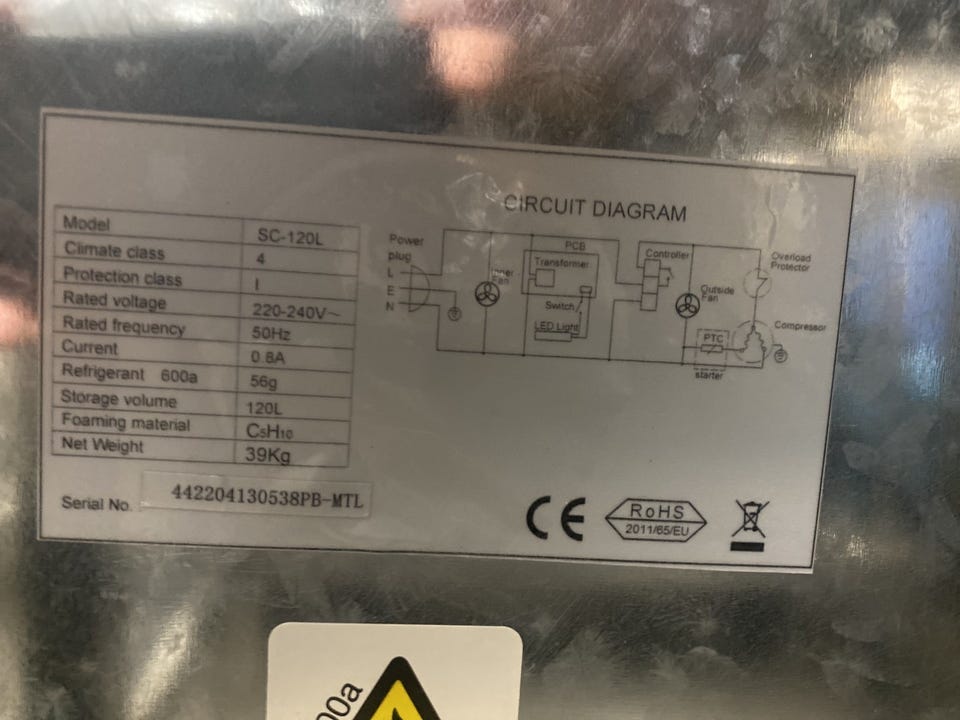 Model SC-120L
Climate class 4
Protection class I
Rated voltage 220-240V~
Rated frequency 50Hz
Current 0.8A
Refrigerant 600a 56g
Storage volume 120L
Foaming material C5H10
Net Weight 39Kg
Serial No. 442204130538PB-MTL
CIRCUIT DIAGRAM
Power
plug
L
E
N
Inner
Fan
PCB
Transformer
Switch
LED Light
Controller
Outside
Fan
Overload
Protector
PTC
starter
Compressor
CE
RoHS
2011/65/EU
00a